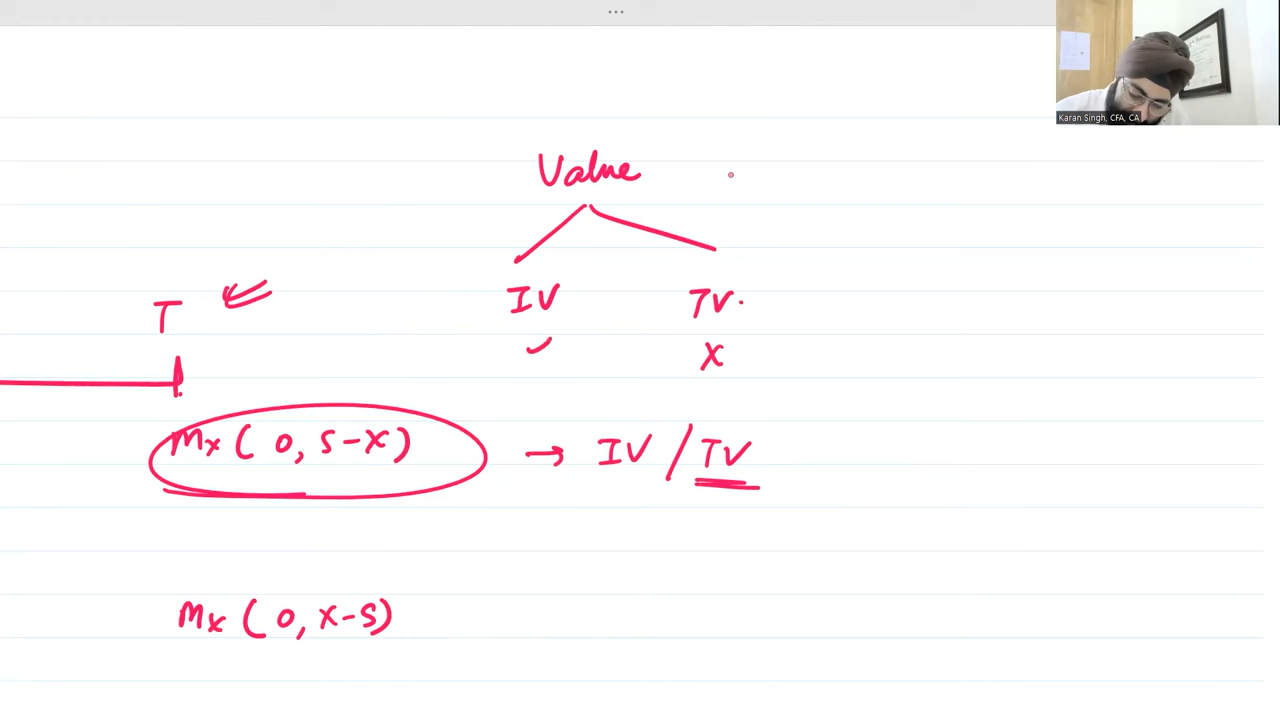 Karan Singh, CFA, CA
Value
IV TV.
T
✓ X
Mx ( 0, S-X) → IV / TV
Mx ( 0, X-S)